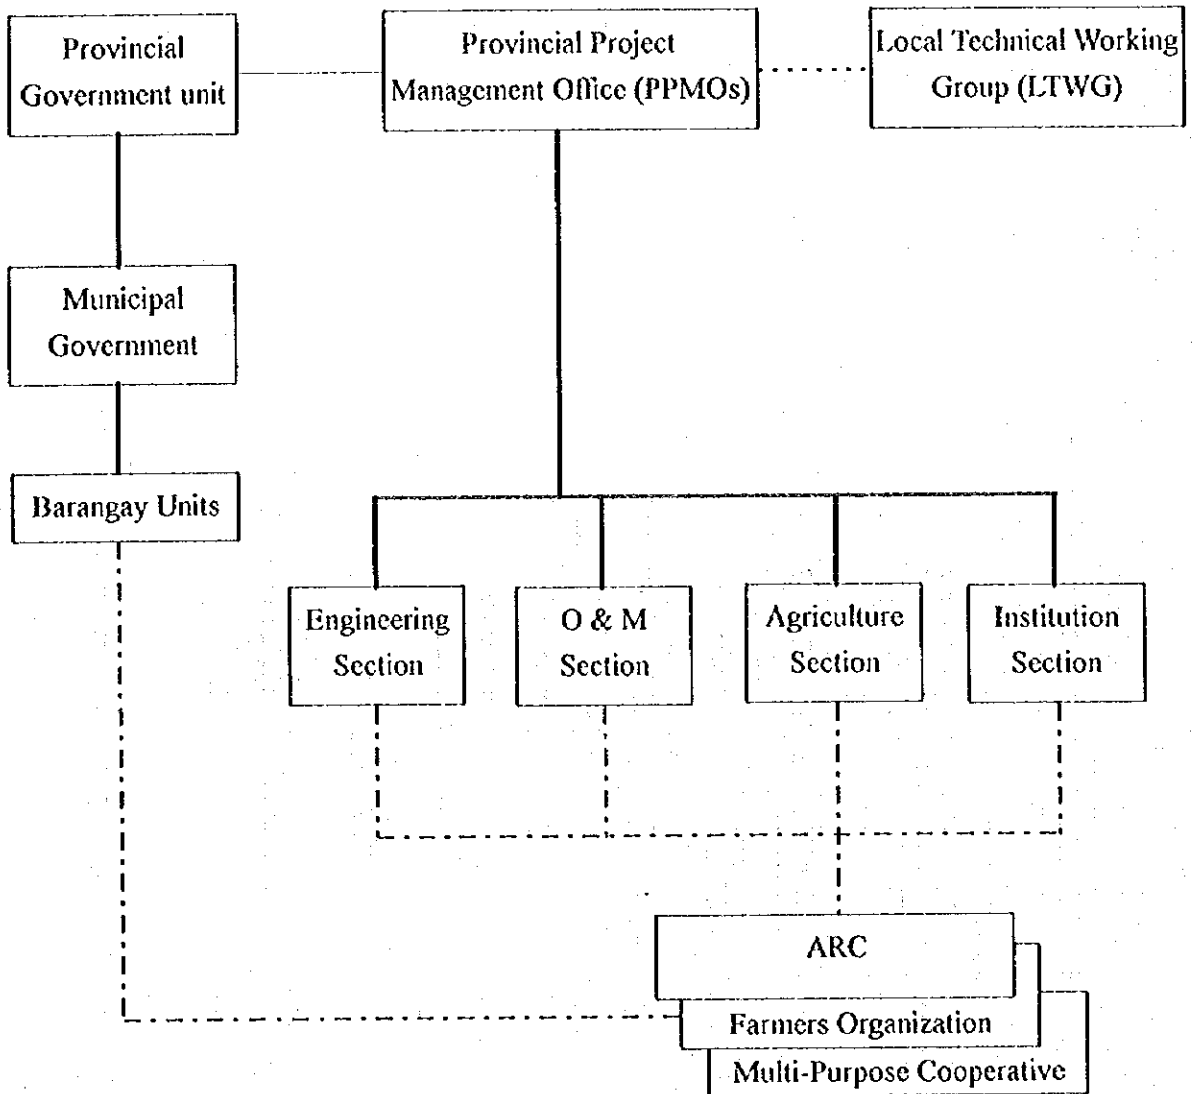 Provincial
Government unit
Provincial Project
Management Office (PPMOs)
Local Technical Working
Group (LTWG)
Municipal
Government
Barangay Units
Engineering
Section
O & M
Section
Agriculture
Section
Institution
Section
ARC
Farmers Organization
Multi-Purpose Cooperative